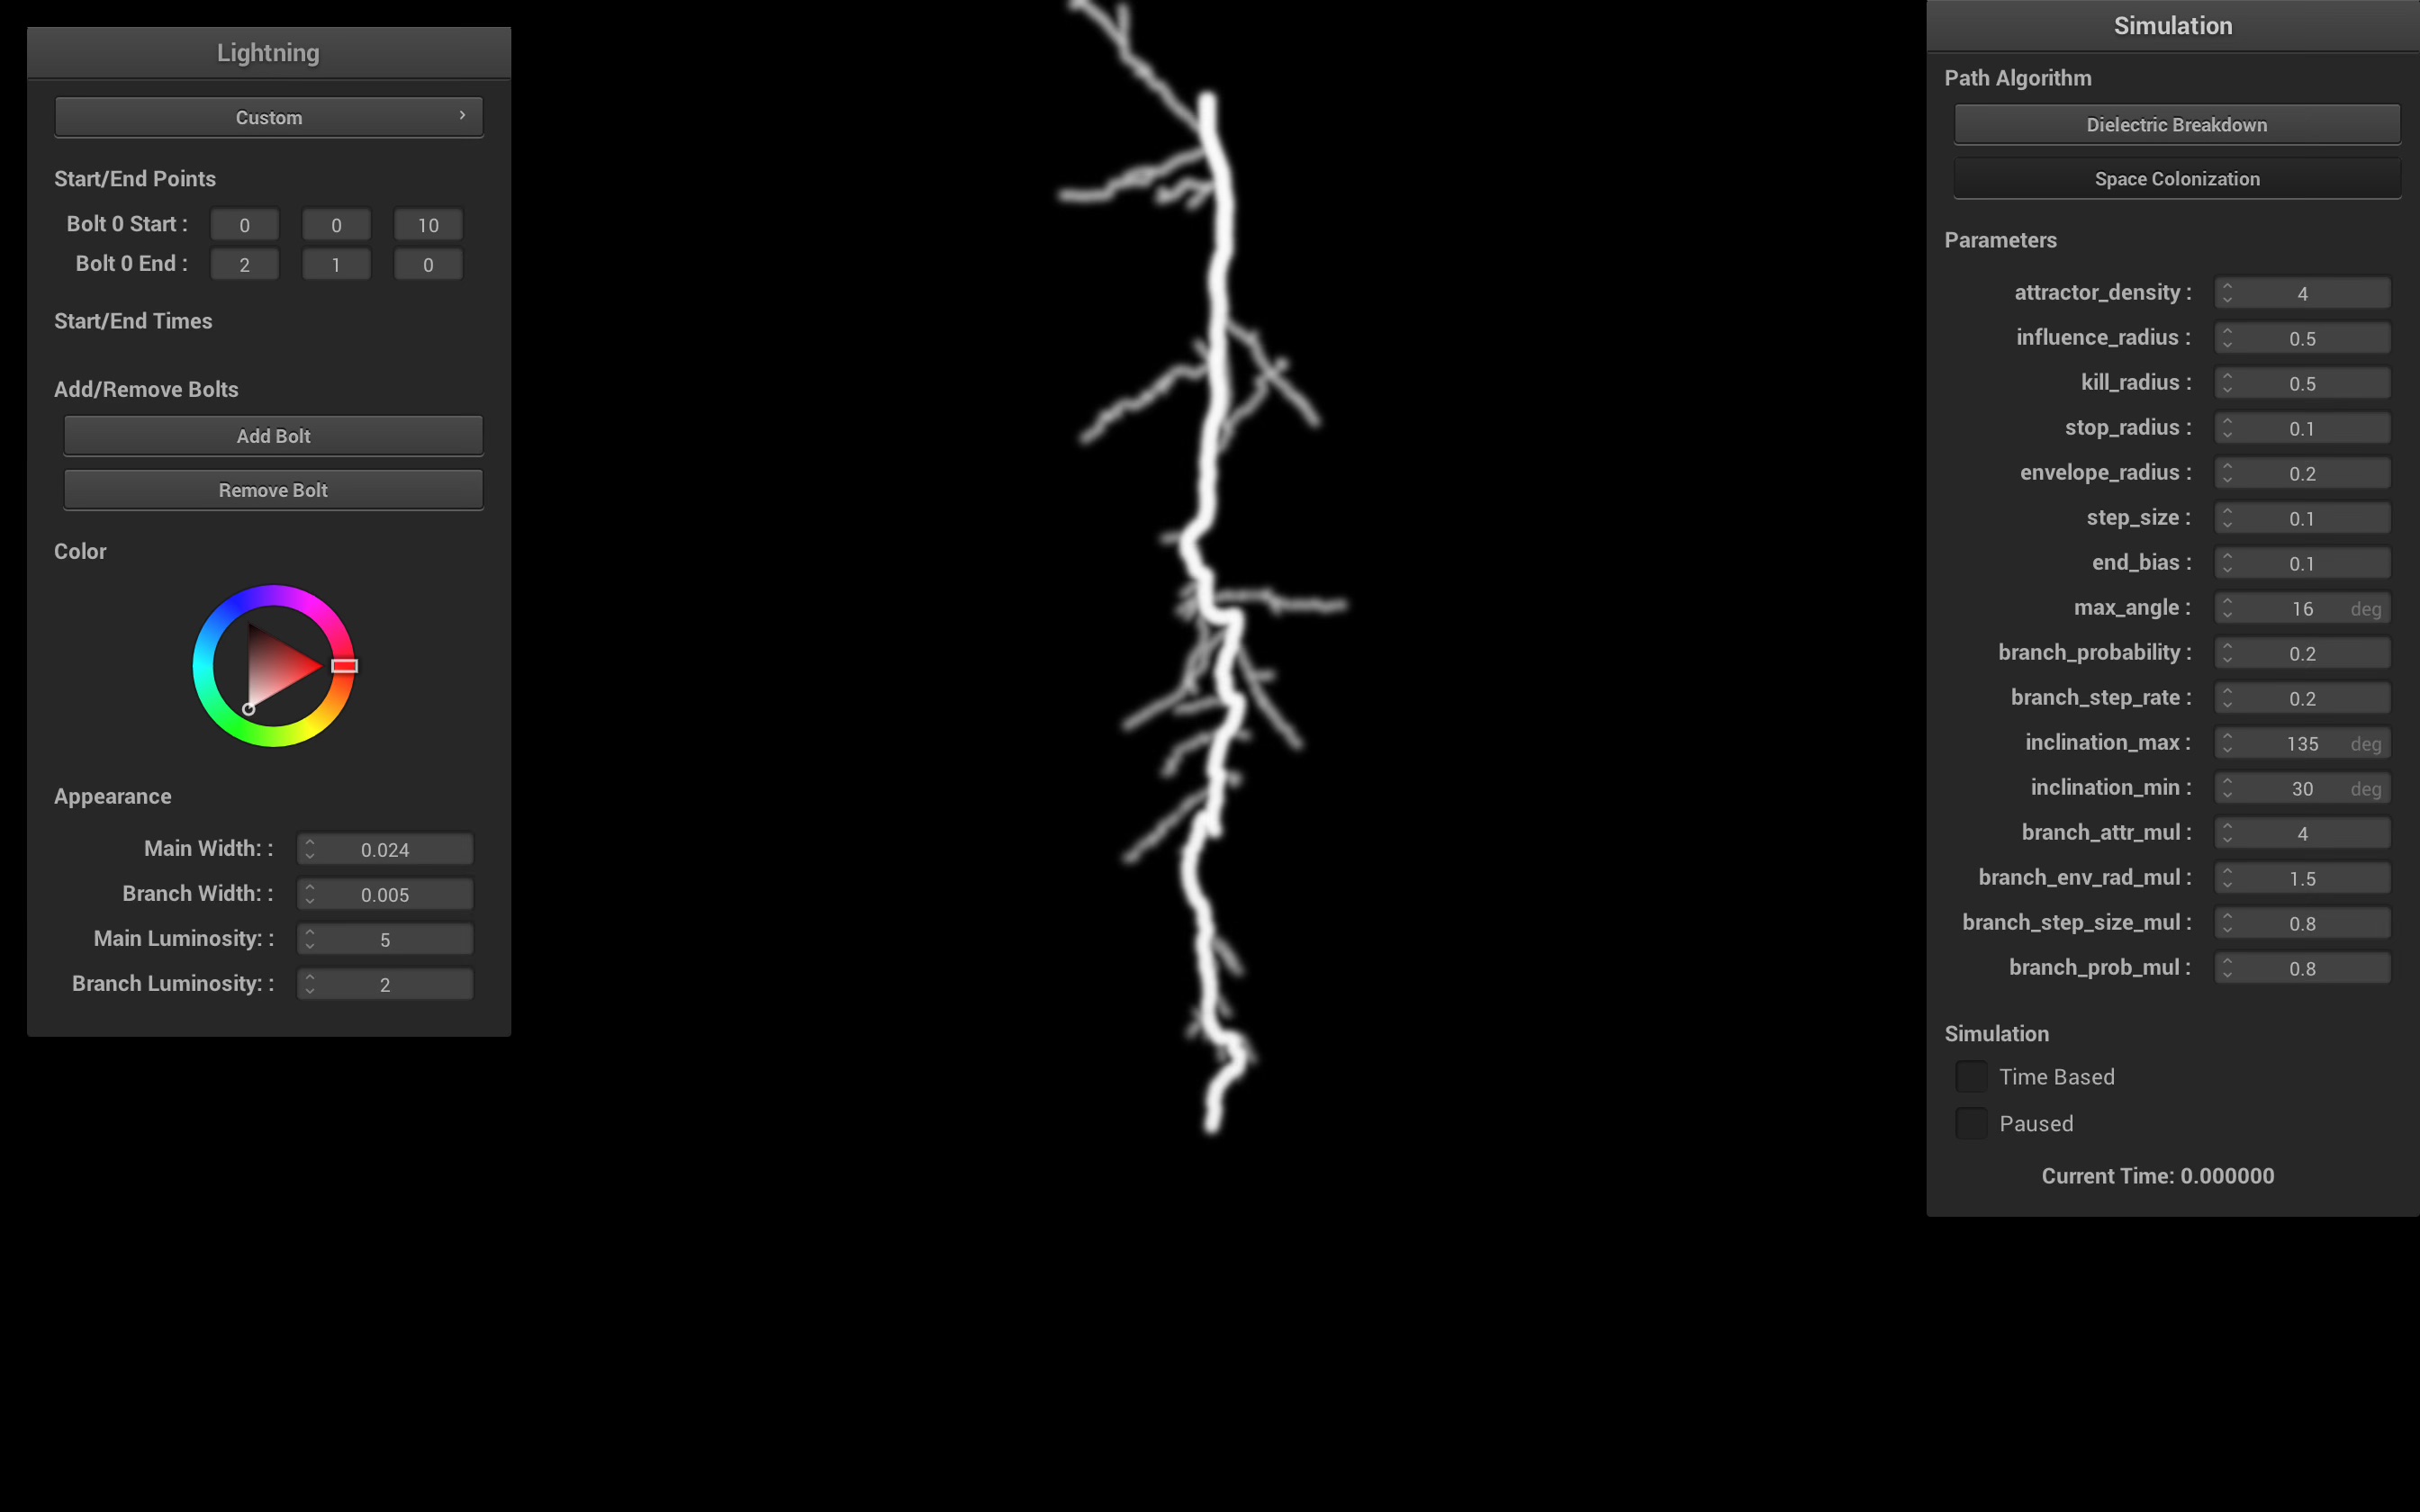 Lightning
Custom
Start/End Points
Bolt 0 Start : 0 0 10
Bolt 0 End : 2 1 0
Start/End Times
Add/Remove Bolts
Add Bolt
Remove Bolt
Color
Appearance
Main Width: : 0.024
Branch Width: : 0.005
Main Luminosity: : 5
Branch Luminosity: : 2
Simulation
Path Algorithm
Dielectric Breakdown
Space Colonization
Parameters
attractor_density : 4
influence_radius : 0.5
kill_radius : 0.5
stop_radius : 0.1
envelope_radius : 0.2
step_size : 0.1
end_bias : 0.1
max_angle : 16 deg
branch_probability : 0.2
branch_step_rate : 0.2
inclination_max : 135 deg
inclination_min : 30 deg
branch_attr_mul : 4
branch_env_rad_mul : 1.5
branch_step_size_mul : 0.8
branch_prob_mul : 0.8
Simulation
Time Based
Paused
Current Time: 0.000000